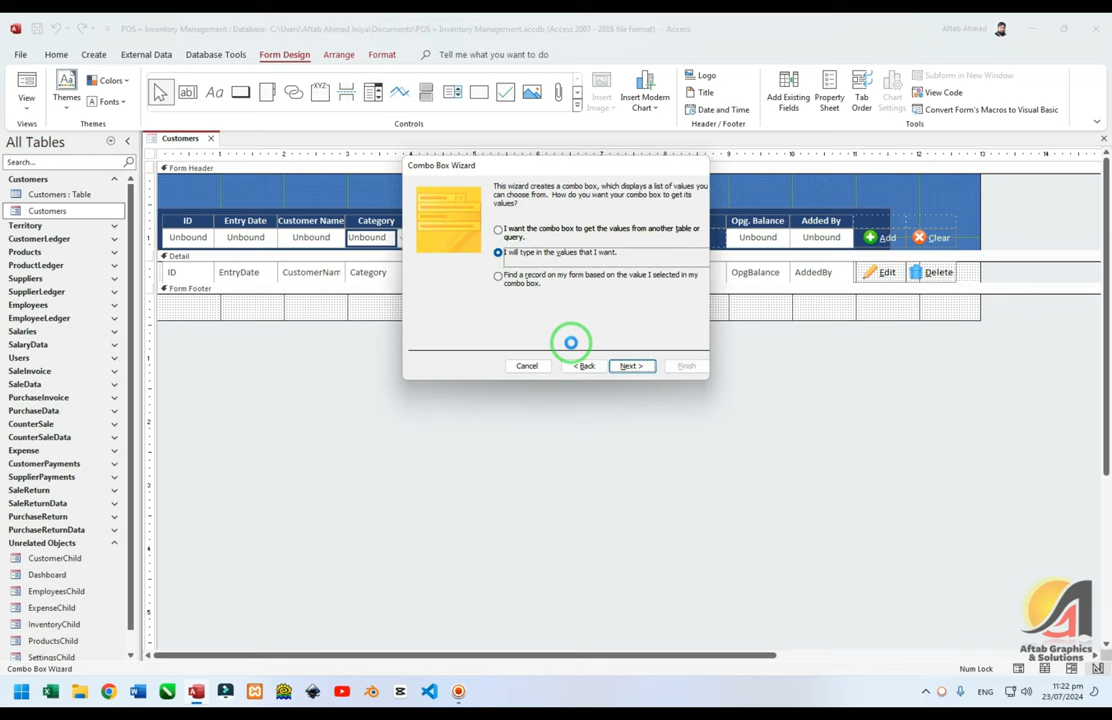 POS + Inventory Management : Database- C:\Users\Aftab Ahmad Joiya\Documents\POS + Inventory Management.accdb (Access 2007 - 2016 file format) - Access
Aftab Ahmad
File
Home
Create
External Data
Database Tools
Form Design
Arrange
Format
Tell me what you want to do
View
Themes
Colors
Fonts
ab|
Aa
XYZ
Insert Image
Insert Modern Chart
Logo
Title
Date and Time
Add Existing Fields
Property Sheet
Tab Order
Chart Settings
Subform in New Window
View Code
Convert Form's Macros to Visual Basic
Views
Themes
Controls
Header / Footer
Tools
All Tables
Search...
Customers
Customers : Table
Customers
Territory
CustomerLedger
Products
ProductLedger
Suppliers
SupplierLedger
Employees
EmployeeLedger
Salaries
SalaryData
Users
SaleInvoice
SaleData
PurchaseInvoice
PurchaseData
CounterSale
CounterSaleData
Expense
CustomerPayments
SupplierPayments
SaleReturn
SaleReturnData
PurchaseReturn
PurchaseReturnData
Unrelated Objects
CustomerChild
Dashboard
EmployeesChild
ExpenseChild
InventoryChild
ProductsChild
SettingsChild
Customers
Form Header
ID
Entry Date
Customer Name
Category
Opg. Balance
Added By
Unbound
Unbound
Unbound
Unbound
Unbound
Unbound
Add
Clear
Detail
ID
EntryDate
CustomerName
Category
OpgBalance
AddedBy
Edit
Delete
Form Footer
Combo Box Wizard
This wizard creates a combo box, which displays a list of values you
can choose from. How do you want your combo box to get its
values?
I want the combo box to get the values from another table or
query.
I will type in the values that I want.
Find a record on my form based on the value I selected in my
combo box.
Cancel
< Back
Next >
Finish
Aftab Graphics
& Solutions
Combo Box Wizard
Num Lock
ENG
11:22 pm
23/07/2024